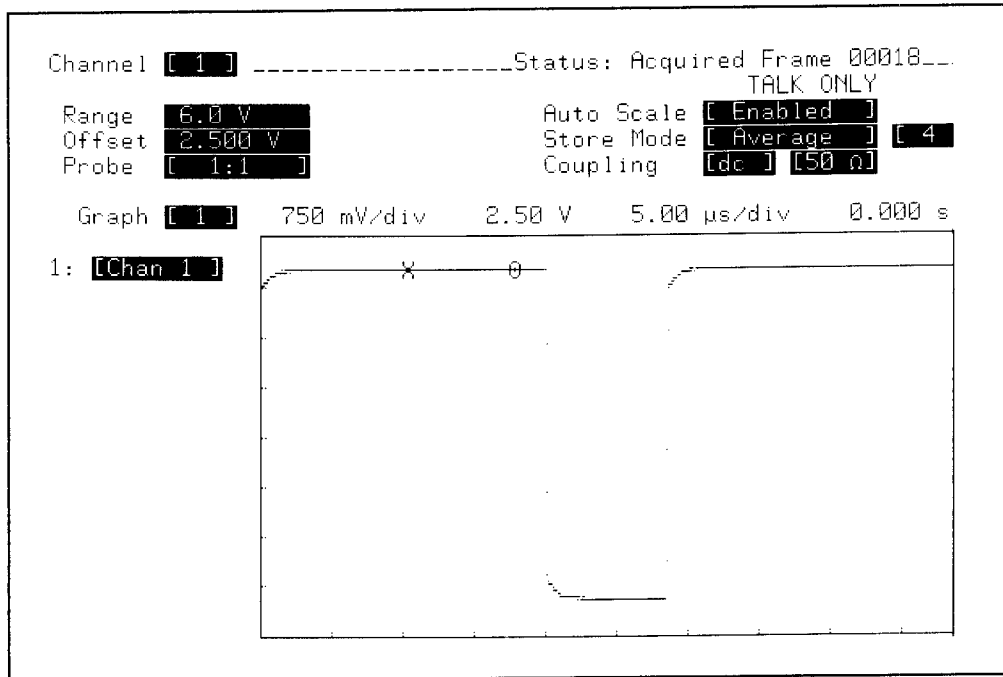 Channel [ 1 ] Status: Acquired Frame 00018
TALK ONLY
Range 6.0 V Auto Scale [ Enabled ]
Offset 2.500 V Store Mode [ Average ] [ 4
Probe [ 1:1 ] Coupling [dc ] [50 Ω]
Graph [ 1 ] 750 mV/div 2.50 V 5.00 µs/div 0.000 s
1: [Chan 1 ]
X O